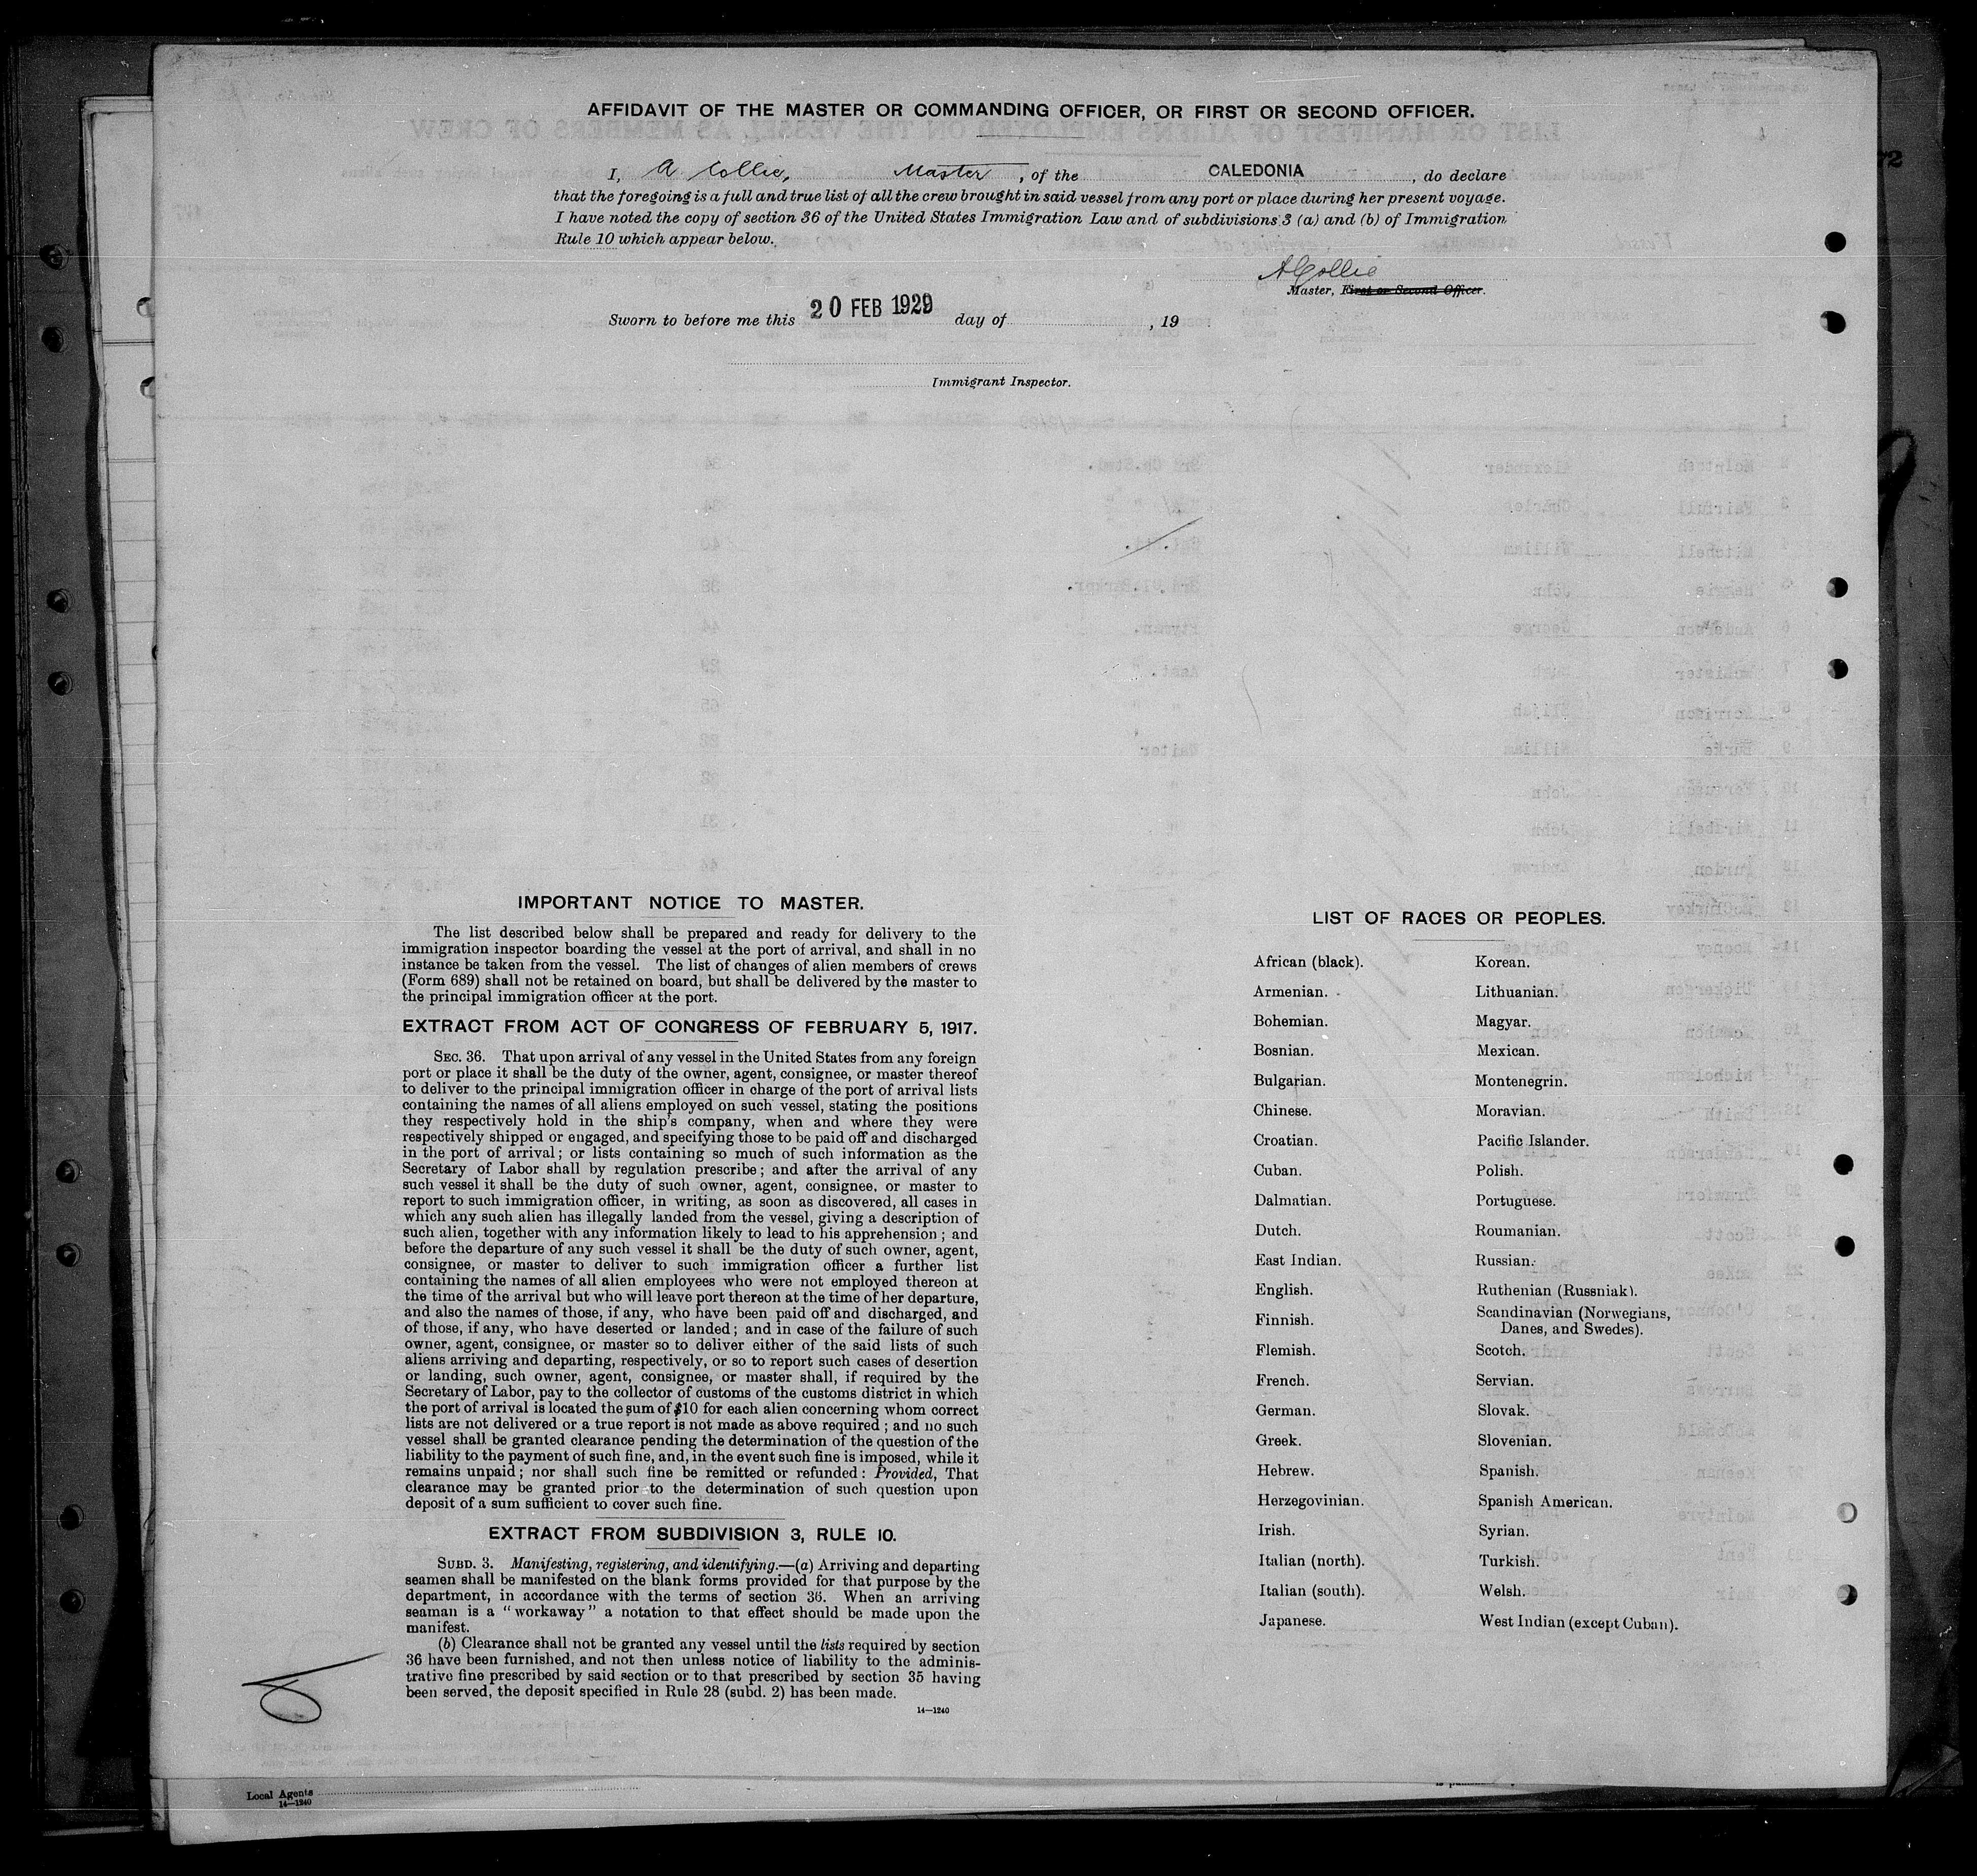 AFFIDAVIT OF THE MASTER OR COMMANDING OFFICER, OR FIRST OR SECOND OFFICER.
I, A Collie, Master, of the CALEDONIA, do declare
that the foregoing is a full and true list of all the crew brought in said vessel from any port or place during her present voyage.
I have noted the copy of section 36 of the United States Immigration Law and of subdivisions 3 (a) and (b) of Immigration
Rule 10 which appear below.
A Collie
Master, First or Second Officer.
Sworn to before me this 20 FEB 1929 day of , 19
Immigrant Inspector.
IMPORTANT NOTICE TO MASTER.
The list described below shall be prepared and ready for delivery to the
immigration inspector boarding the vessel at the port of arrival, and shall in no
instance be taken from the vessel. The list of changes of alien members of crews
(Form 689) shall not be retained on board, but shall be delivered by the master to
the principal immigration officer at the port.
EXTRACT FROM ACT OF CONGRESS OF FEBRUARY 5, 1917.
SEC. 36. That upon arrival of any vessel in the United States from any foreign
port or place it shall be the duty of the owner, agent, consignee, or master thereof
to deliver to the principal immigration officer in charge of the port of arrival lists
containing the names of all aliens employed on such vessel, stating the positions
they respectively hold in the ship's company, when and where they were
respectively shipped or engaged, and specifying those to be paid off and discharged
in the port of arrival; or lists containing so much of such information as the
Secretary of Labor shall by regulation prescribe; and after the arrival of any
such vessel it shall be the duty of such owner, agent, consignee, or master to
report to such immigration officer, in writing, as soon as discovered, all cases in
which any such alien has illegally landed from the vessel, giving a description of
such alien, together with any information likely to lead to his apprehension; and
before the departure of any such vessel it shall be the duty of such owner, agent,
consignee, or master to deliver to such immigration officer a further list
containing the names of all alien employees who were not employed thereon at
the time of the arrival but who will leave port thereon at the time of her departure,
and also the names of those, if any, who have been paid off and discharged, and
of those, if any, who have deserted or landed; and in case of the failure of such
owner, agent, consignee, or master so to deliver either of the said lists of such
aliens arriving and departing, respectively, or so to report such cases of desertion
or landing, such owner, agent, consignee, or master shall, if required by the
Secretary of Labor, pay to the collector of customs of the customs district in which
the port of arrival is located the sum of $10 for each alien concerning whom correct
lists are not delivered or a true report is not made as above required; and no such
vessel shall be granted clearance pending the determination of the question of the
liability to the payment of such fine, and, in the event such fine is imposed, while it
remains unpaid; nor shall such fine be remitted or refunded: Provided, That
clearance may be granted prior to the determination of such question upon
deposit of a sum sufficient to cover such fine.
EXTRACT FROM SUBDIVISION 3, RULE 10.
SUBD. 3. Manifesting, registering, and identifying.—(a) Arriving and departing
seamen shall be manifested on the blank forms provided for that purpose by the
department, in accordance with the terms of section 36. When an arriving
seaman is a "workaway" a notation to that effect should be made upon the
manifest.
(b) Clearance shall not be granted any vessel until the lists required by section
36 have been furnished, and not then unless notice of liability to the adminis-
trative fine prescribed by said section or to that prescribed by section 35 having
been served, the deposit specified in Rule 28 (subd. 2) has been made.
14—1240
LIST OF RACES OR PEOPLES.
African (black).
Armenian.
Bohemian.
Bosnian.
Bulgarian.
Chinese.
Croatian.
Cuban.
Dalmatian.
Dutch.
East Indian.
English.
Finnish.
Flemish.
French.
German.
Greek.
Hebrew.
Herzegovinian.
Irish.
Italian (north).
Italian (south).
Japanese.
Korean.
Lithuanian.
Magyar.
Mexican.
Montenegrin.
Moravian.
Pacific Islander.
Polish.
Portuguese.
Roumanian.
Russian.
Ruthenian (Russniak).
Scandinavian (Norwegians,
Danes, and Swedes).
Scotch.
Servian.
Slovak.
Slovenian.
Spanish.
Spanish American.
Syrian.
Turkish.
Welsh.
West Indian (except Cuban).
Local Agents
14—1240
72